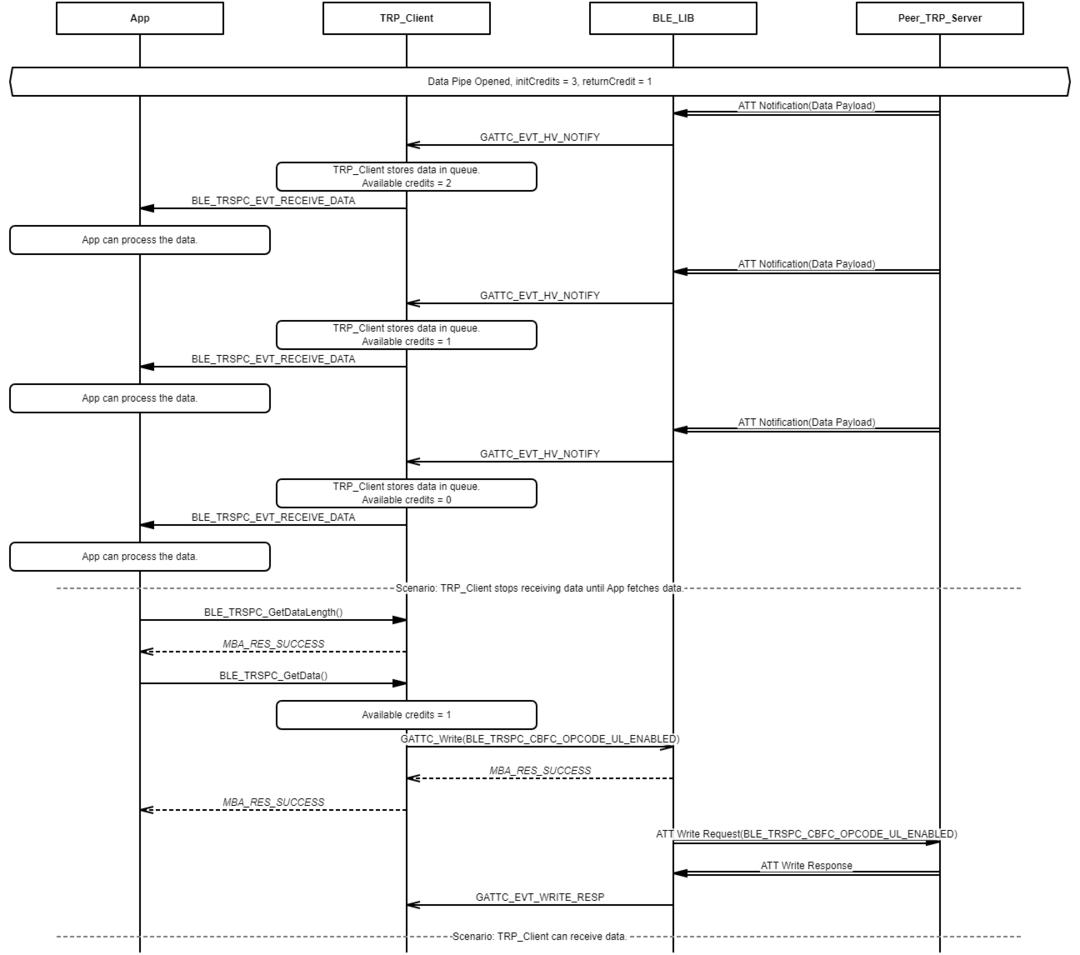 App
TRP_Client
BLE_LIB
Peer_TRP_Server
Data Pipe Opened, initCredits = 3, returnCredit = 1
ATT Notification(Data Payload)
GATTC_EVT_HV_NOTIFY
TRP_Client stores data in queue.
Available credits = 2
BLE_TRSPC_EVT_RECEIVE_DATA
App can process the data.
ATT Notification(Data Payload)
GATTC_EVT_HV_NOTIFY
TRP_Client stores data in queue.
Available credits = 1
BLE_TRSPC_EVT_RECEIVE_DATA
App can process the data.
ATT Notification(Data Payload)
GATTC_EVT_HV_NOTIFY
TRP_Client stores data in queue.
Available credits = 0
BLE_TRSPC_EVT_RECEIVE_DATA
App can process the data.
Scenario: TRP_Client stops receiving data until App fetches data.
BLE_TRSPC_GetDataLength()
MBA_RES_SUCCESS
BLE_TRSPC_GetData()
Available credits = 1
GATTC_Write(BLE_TRSPC_CBFC_OPCODE_UL_ENABLED)
MBA_RES_SUCCESS
MBA_RES_SUCCESS
ATT Write Request(BLE_TRSPC_CBFC_OPCODE_UL_ENABLED)
ATT Write Response
GATTC_EVT_WRITE_RESP
Scenario: TRP_Client can receive data.